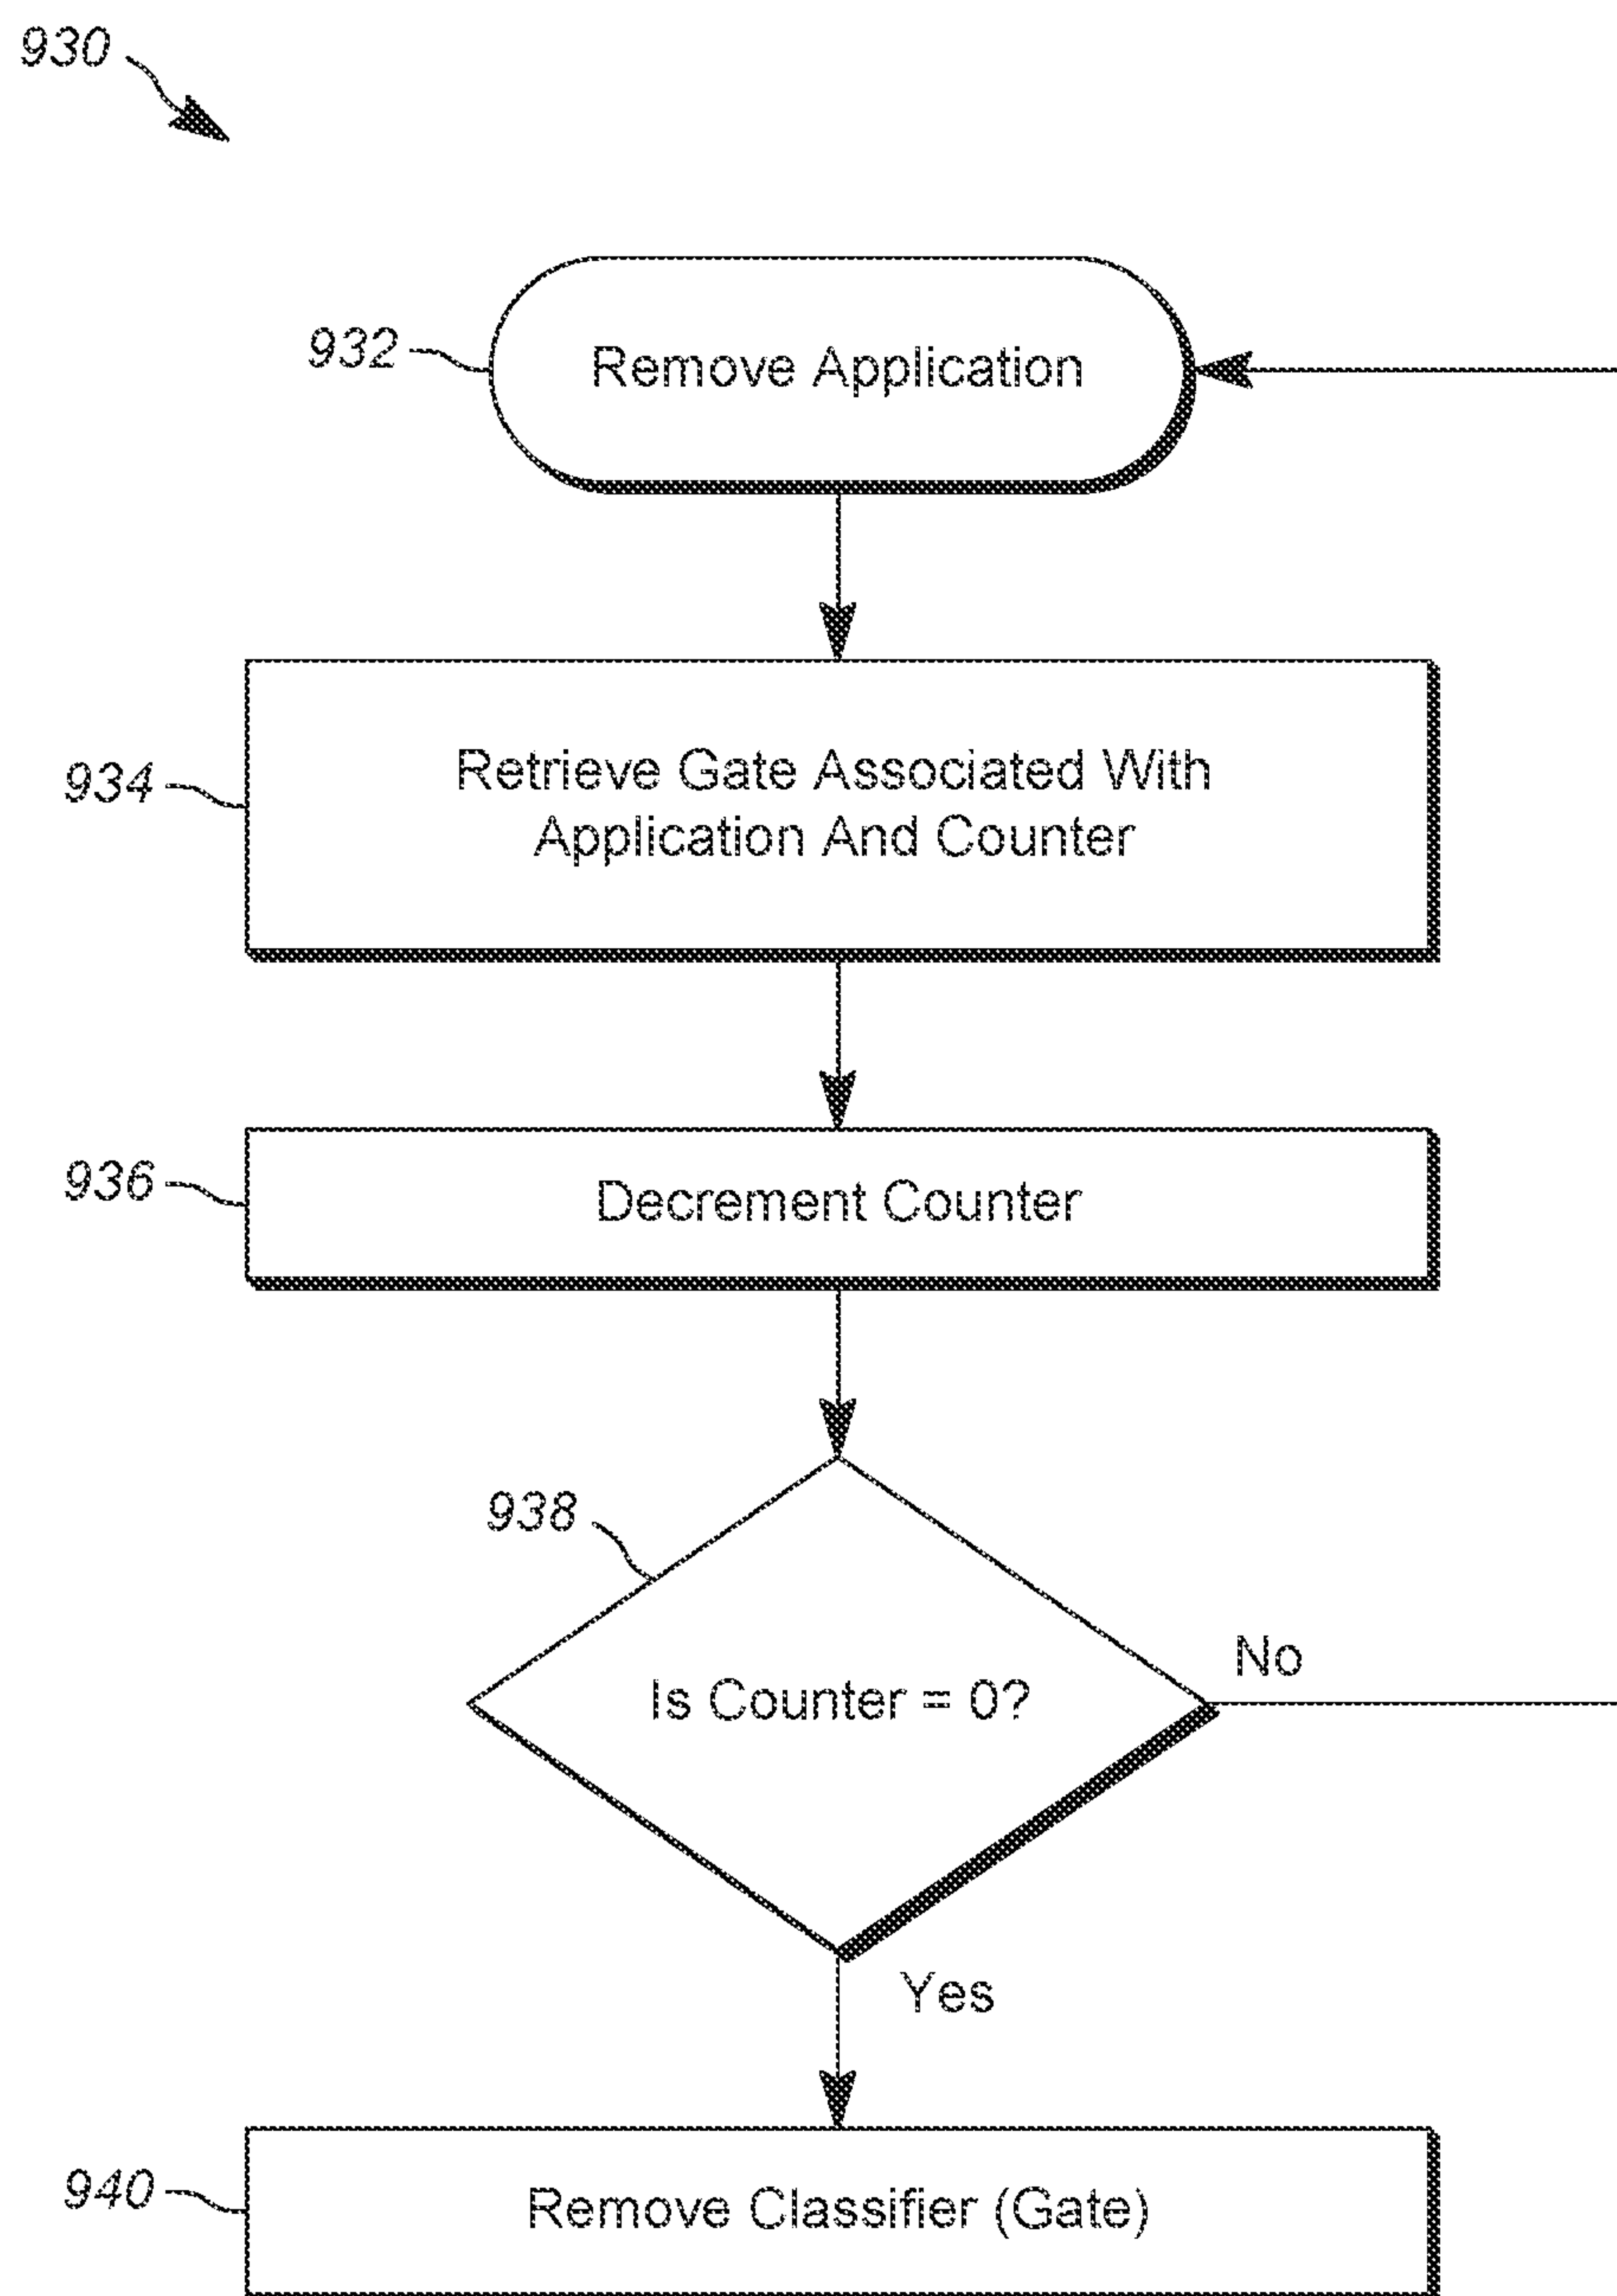 930
932
Remove Application
934
Retrieve Gate Associated With
Application And Counter
936
Decrement Counter
938
Is Counter = 0?
No
Yes
940
Remove Classifier (Gate)